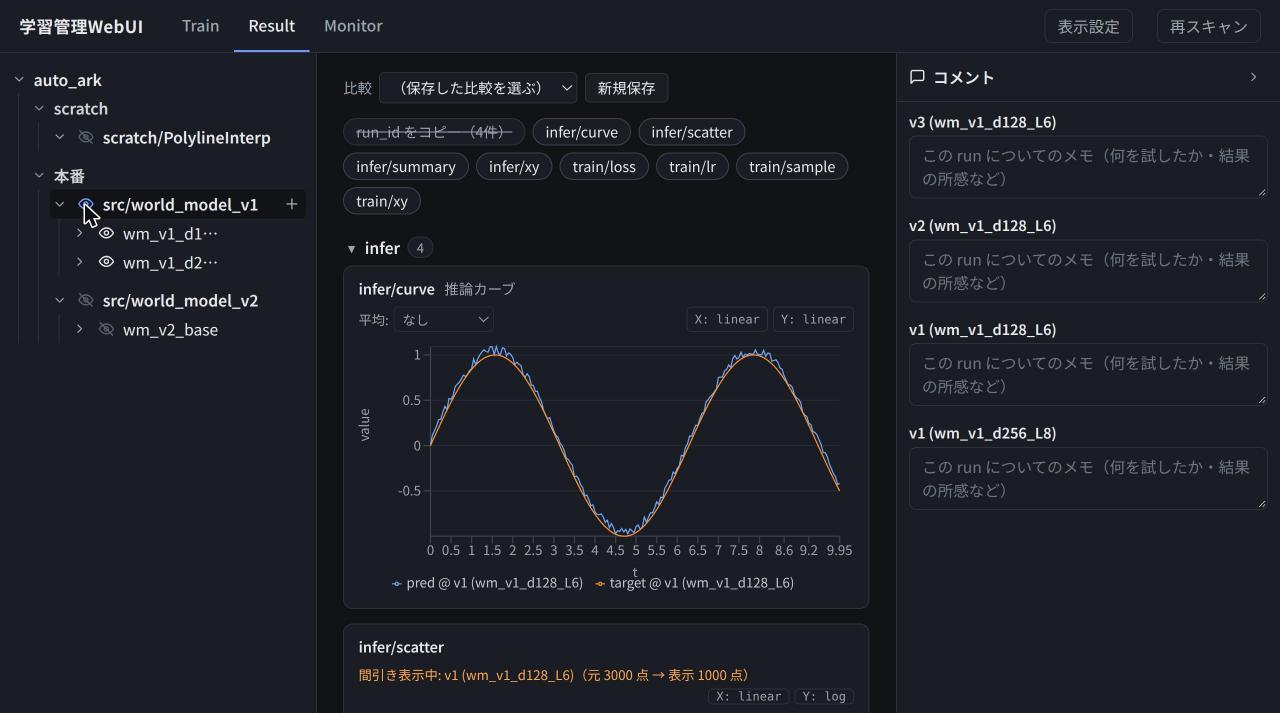 学習管理WebUI
Train
Result
Monitor
表示設定
再スキャン
auto_ark
scratch
scratch/PolylineInterp
本番
src/world_model_v1
wm_v1_d1…
wm_v1_d2…
src/world_model_v2
wm_v2_base
比較 （保存した比較を選ぶ） 新規保存
run_id をコピー（4件） infer/curve infer/scatter
infer/summary infer/xy train/loss train/lr train/sample
train/xy
▼ infer 4
infer/curve 推論カーブ
平均: なし X: linear Y: linear
1
0.5
0
-0.5
value
0 0.5 1 1.5 2 2.5 3 3.5 4 4.5 5 5.5 6 6.5 7 7.5 8 8.6 9.2 9.95
t
pred @ v1 (wm_v1_d128_L6) target @ v1 (wm_v1_d128_L6)
infer/scatter
間引き表示中: v1 (wm_v1_d128_L6)（元 3000 点 → 表示 1000 点）
X: linear Y: log
コメント
v3 (wm_v1_d128_L6)
この run についてのメモ（何を試したか・結果
の所感など）
v2 (wm_v1_d128_L6)
この run についてのメモ（何を試したか・結果
の所感など）
v1 (wm_v1_d128_L6)
この run についてのメモ（何を試したか・結果
の所感など）
v1 (wm_v1_d256_L8)
この run についてのメモ（何を試したか・結果
の所感など）